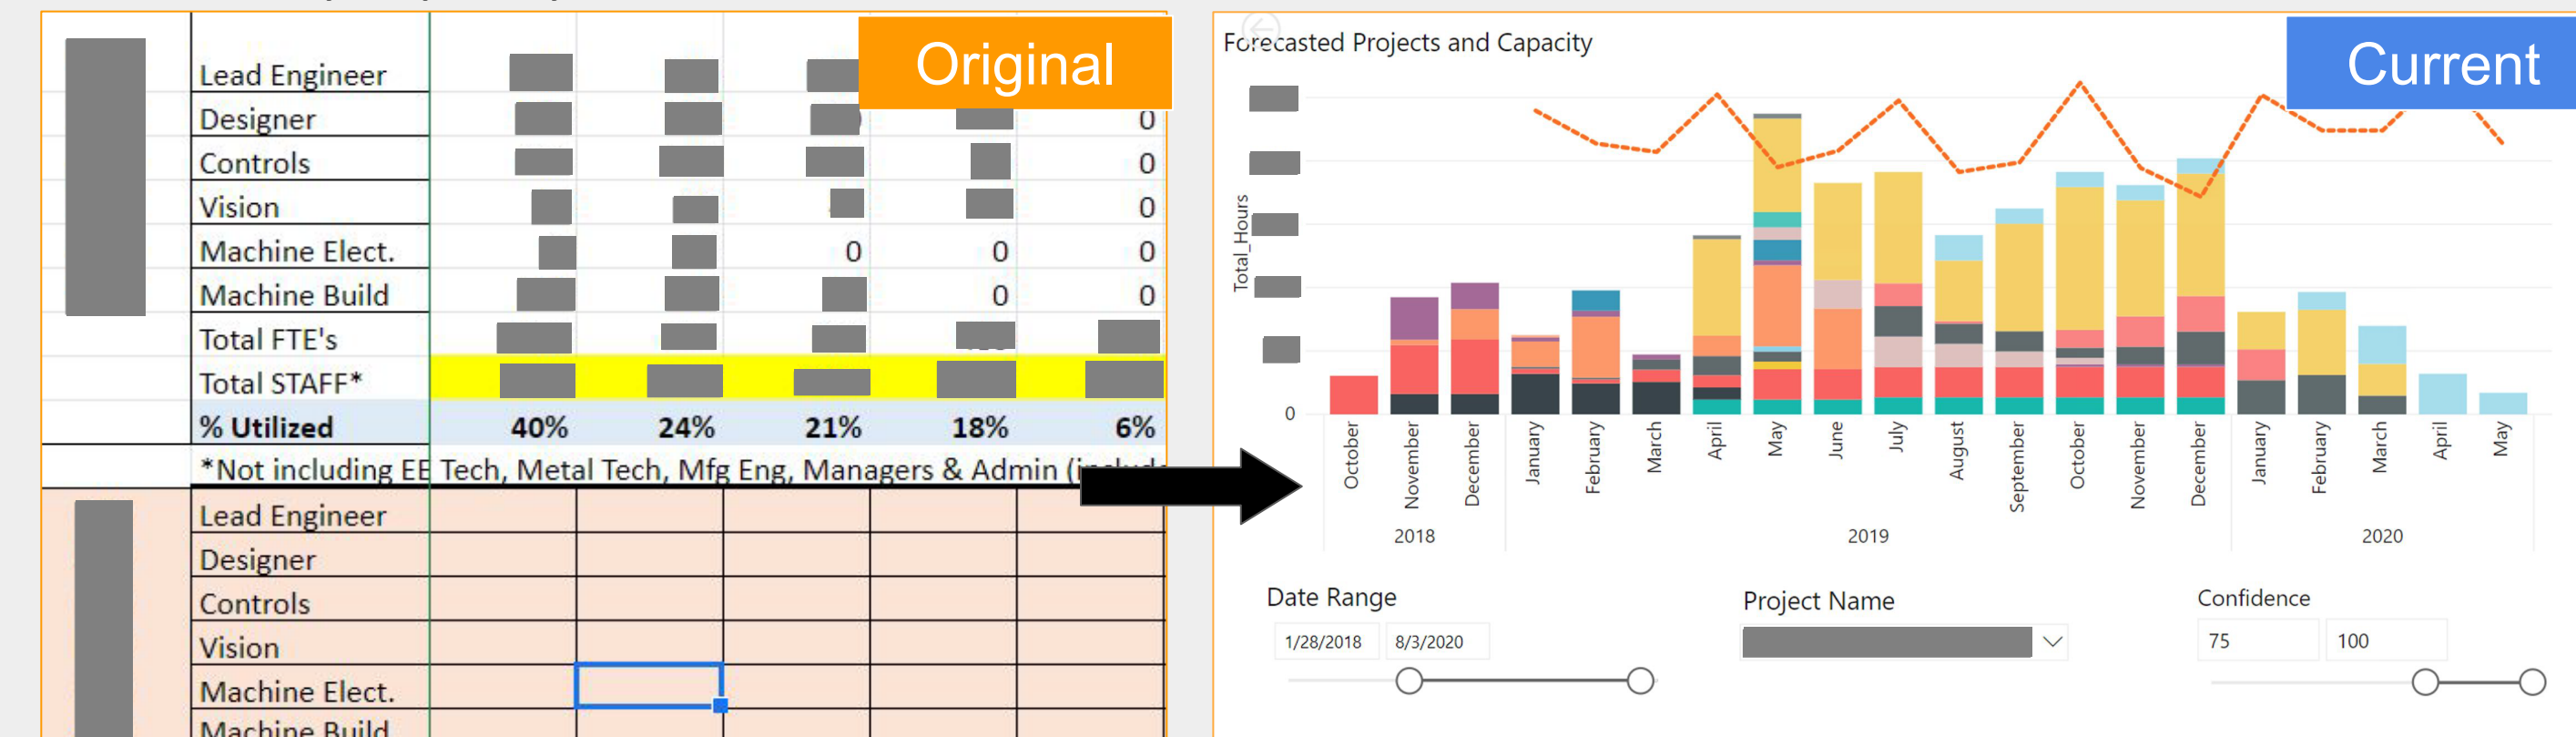 Original
Lead Engineer
Designer 0
Controls 0
Vision 0
Machine Elect. 0 0 0
Machine Build 0 0
Total FTE's
Total STAFF*
% Utilized 40% 24% 21% 18% 6%
*Not including EE Tech, Metal Tech, Mfg Eng, Managers & Admin
Lead Engineer
Designer
Controls
Vision
Machine Elect.
Machine Build
Current
Forecasted Projects and Capacity
Total_Hours
0
October November December January February March April May June July August September October November December January February March April May
2018 2019 2020
Date Range Project Name Confidence
1/28/2018 8/3/2020 75 100